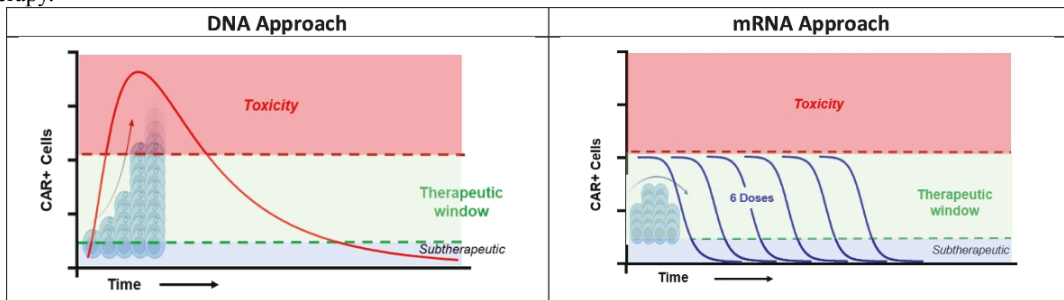 erapy.
DNA Approach
mRNA Approach
Toxicity
CAR+ Cells
Therapeutic
window
Subtherapeutic
Time
Toxicity
CAR+ Cells
6 Doses
Therapeutic
window
Subtherapeutic
Time